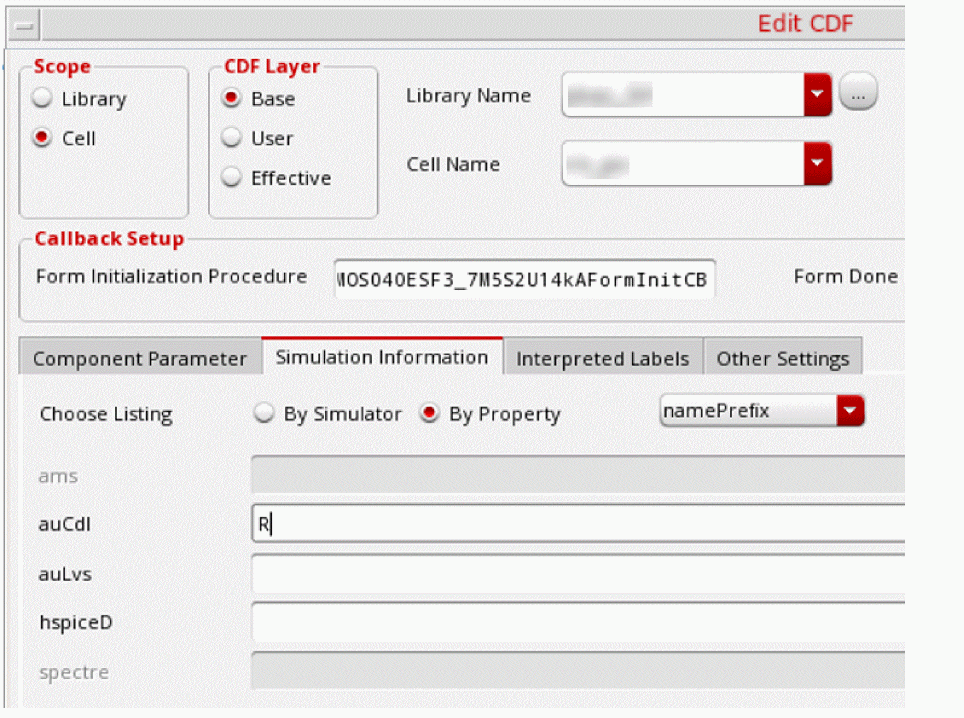 Edit CDF
Scope
Library
Cell
CDF Layer
Base
User
Effective
Library Name
...
Cell Name
Callback Setup
Form Initialization Procedure
MOS040ESF3_7M5S2U14kAFormInitCB
Form Done
Component Parameter
Simulation Information
Interpreted Labels
Other Settings
Choose Listing
By Simulator
By Property
namePrefix
ams
auCdl
R
auLvs
hspiceD
spectre